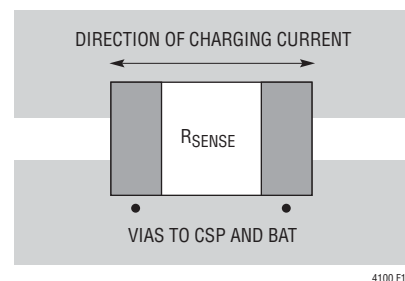 DIRECTION OF CHARGING CURRENT
RSENSE
VIAS TO CSP AND BAT
4100 F1